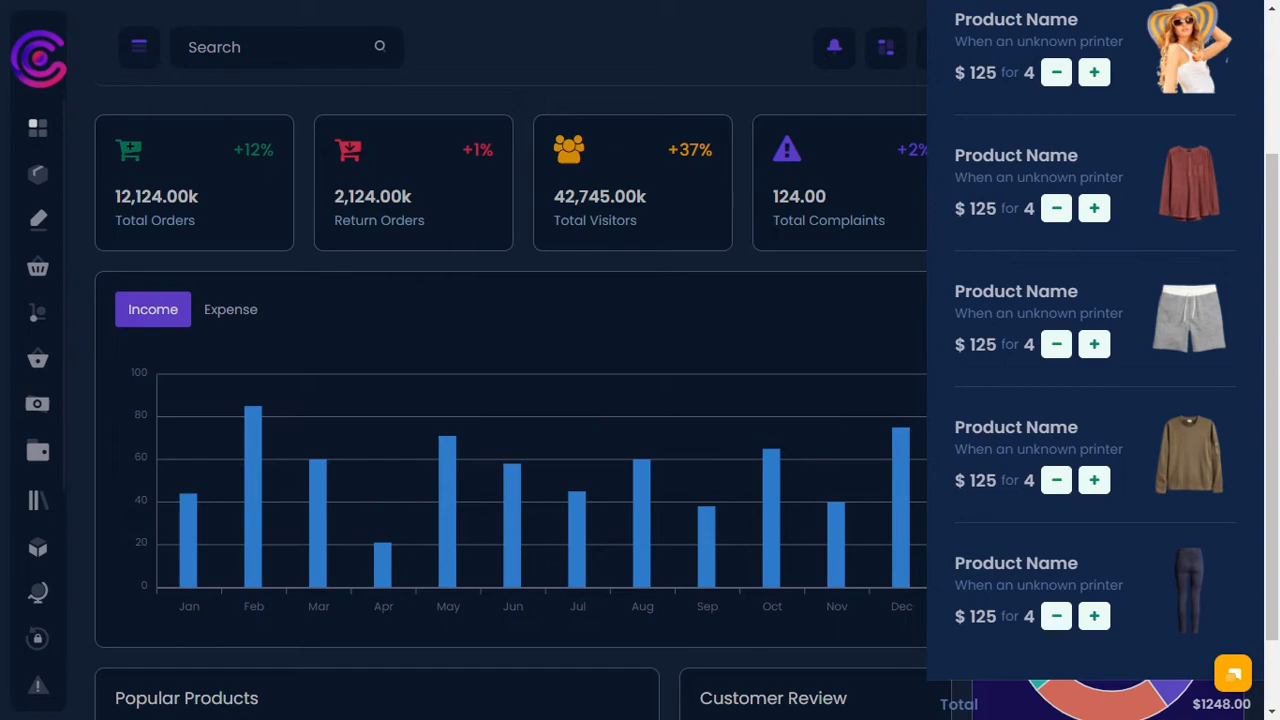 Search
+12%
12,124.00k
Total Orders
+1%
2,124.00k
Return Orders
+37%
42,745.00k
Total Visitors
+2%
124.00
Total Complaints
Income Expense
100
80
60
40
20
0
Jan Feb Mar Apr May Jun Jul Aug Sep Oct Nov Dec
Popular Products
Customer Review
Product Name
When an unknown printer
$ 125 for 4 − +
Product Name
When an unknown printer
$ 125 for 4 − +
Product Name
When an unknown printer
$ 125 for 4 − +
Product Name
When an unknown printer
$ 125 for 4 − +
Product Name
When an unknown printer
$ 125 for 4 − +
Total $1248.00